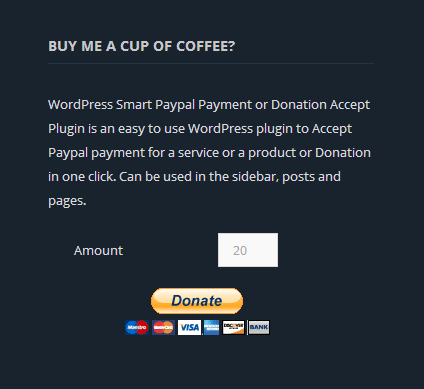 BUY ME A CUP OF COFFEE?
WordPress Smart Paypal Payment or Donation Accept
Plugin is an easy to use WordPress plugin to Accept
Paypal payment for a service or a product or Donation
in one click. Can be used in the sidebar, posts and
pages.
Amount 20
Donate
Maestro MasterCard VISA DISCOVER BANK